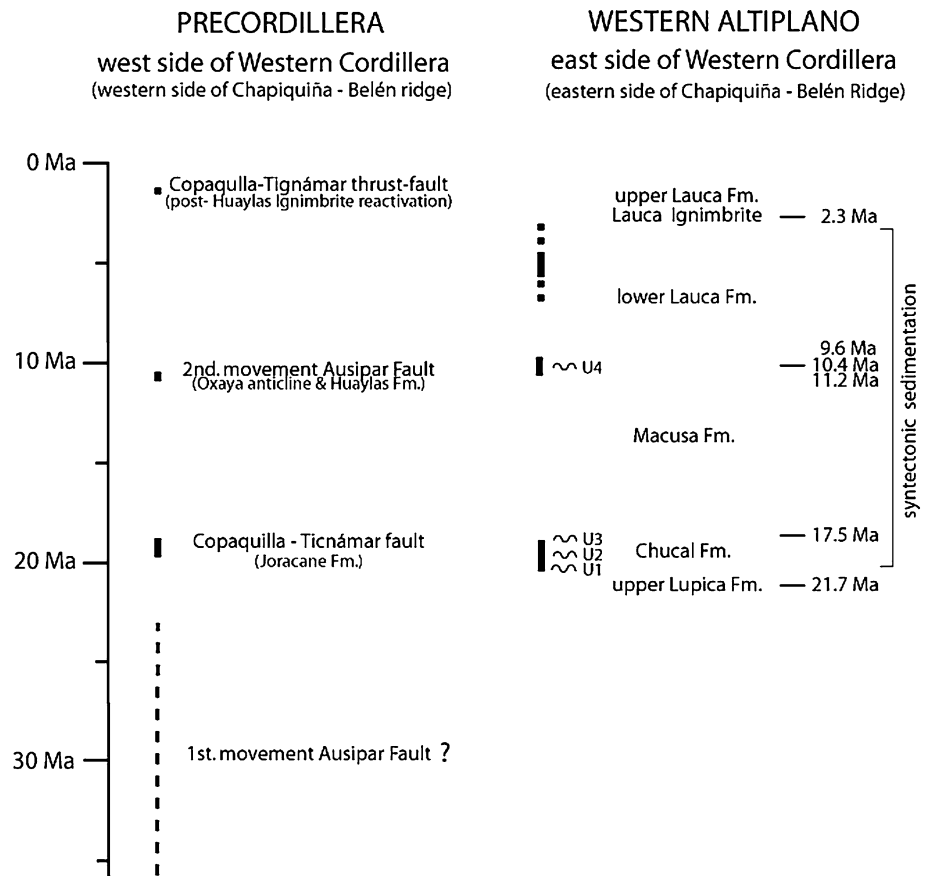 PRECORDILLERA
west side of Western Cordillera
(western side of Chapiquiña - Belén ridge)
WESTERN ALTIPLANO
east side of Western Cordillera
(eastern side of Chapiquiña - Belén Ridge)
0 Ma
Copaqulla-Tignámar thrust-fault
(post- Huaylas Ignimbrite reactivation)
upper Lauca Fm.
Lauca Ignimbrite
2.3 Ma
lower Lauca Fm.
syntectonic sedimentation
10 Ma
2nd. movement Ausipar Fault
(Oxaya anticline & Huaylas Fm.)
U4
9.6 Ma
10.4 Ma
11.2 Ma
Macusa Fm.
20 Ma
Copaquilla - Ticnámar fault
(Joracane Fm.)
U3
U2
U1
Chucal Fm.
17.5 Ma
upper Lupica Fm.
21.7 Ma
30 Ma
1st. movement Ausipar Fault ?